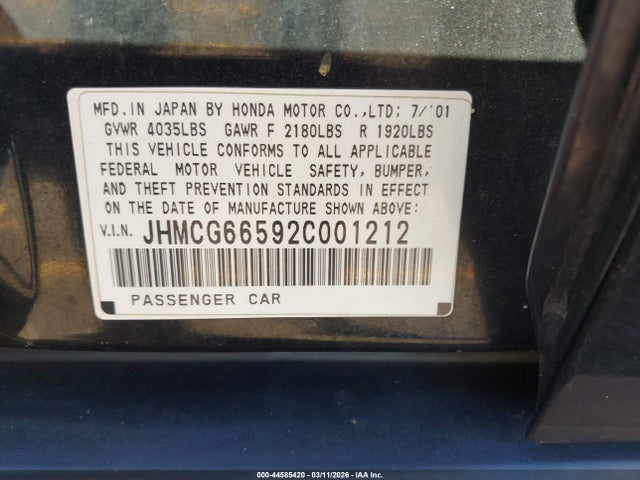 MFD. IN JAPAN BY HONDA MOTOR CO.,LTD; 7/'01
GVWR 4035LBS GAWR F 2180LBS R 1920LBS
THIS VEHICLE CONFORMS TO ALL APPLICABLE
FEDERAL MOTOR VEHICLE SAFETY, BUMPER,
AND THEFT PREVENTION STANDARDS IN EFFECT
ON THE DATE OF MANUFACTURE SHOWN ABOVE:
V.I.N. JHMCG66592C001212
PASSENGER CAR
000-44585420 | 03/11/2026 | IAA Inc.